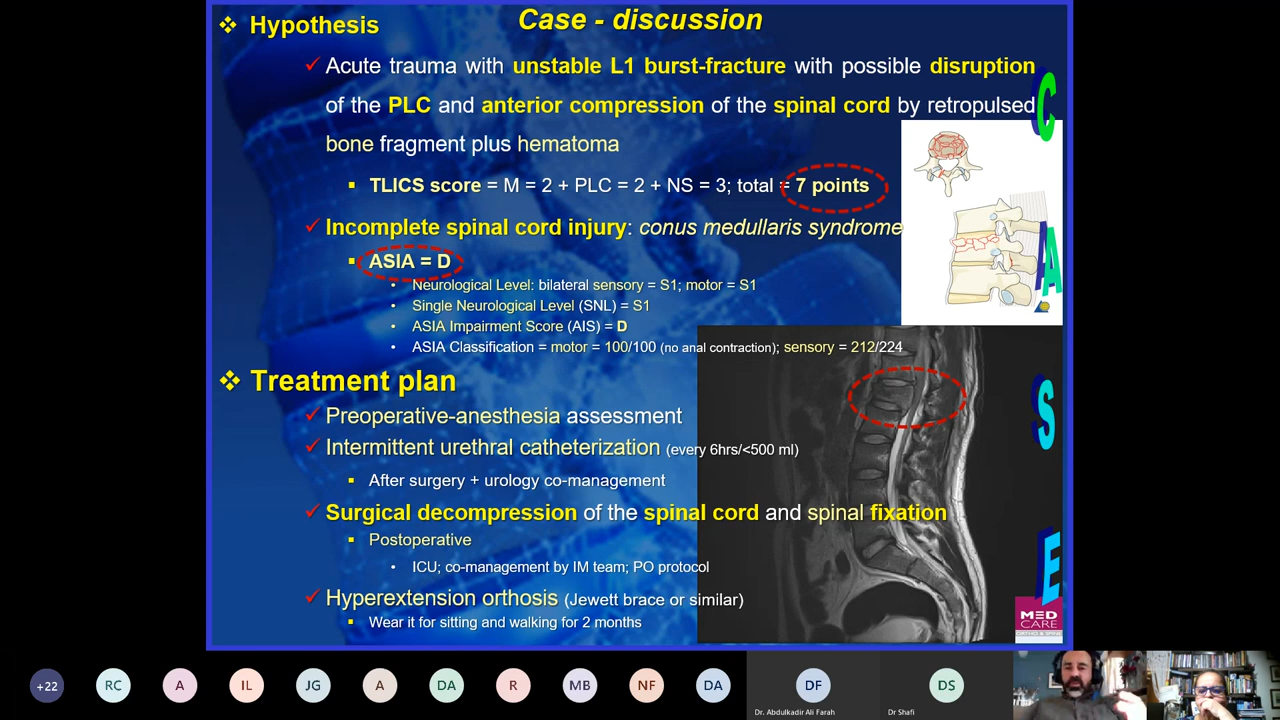 Case - discussion
❖ Hypothesis
✓ Acute trauma with unstable L1 burst-fracture with possible disruption
of the PLC and anterior compression of the spinal cord by retropulsed
bone fragment plus hematoma
▪ TLICS score = M = 2 + PLC = 2 + NS = 3; total = 7 points
✓ Incomplete spinal cord injury: conus medullaris syndrome
▪ ASIA = D
• Neurological Level: bilateral sensory = S1; motor = S1
• Single Neurological Level (SNL) = S1
• ASIA Impairment Score (AIS) = D
• ASIA Classification = motor = 100/100 (no anal contraction); sensory = 212/224
❖ Treatment plan
✓ Preoperative-anesthesia assessment
✓ Intermittent urethral catheterization (every 6hrs/<500 ml)
▪ After surgery + urology co-management
✓ Surgical decompression of the spinal cord and spinal fixation
▪ Postoperative
• ICU; co-management by IM team; PO protocol
✓ Hyperextension orthosis (Jewett brace or similar)
▪ Wear it for sitting and walking for 2 months
C
A
S
E
MED
CARE
+22
RC
A
IL
JG
A
DA
R
MB
NF
DA
DF
DS
Dr. Abdulkadir Ali Farah
Dr Shafi